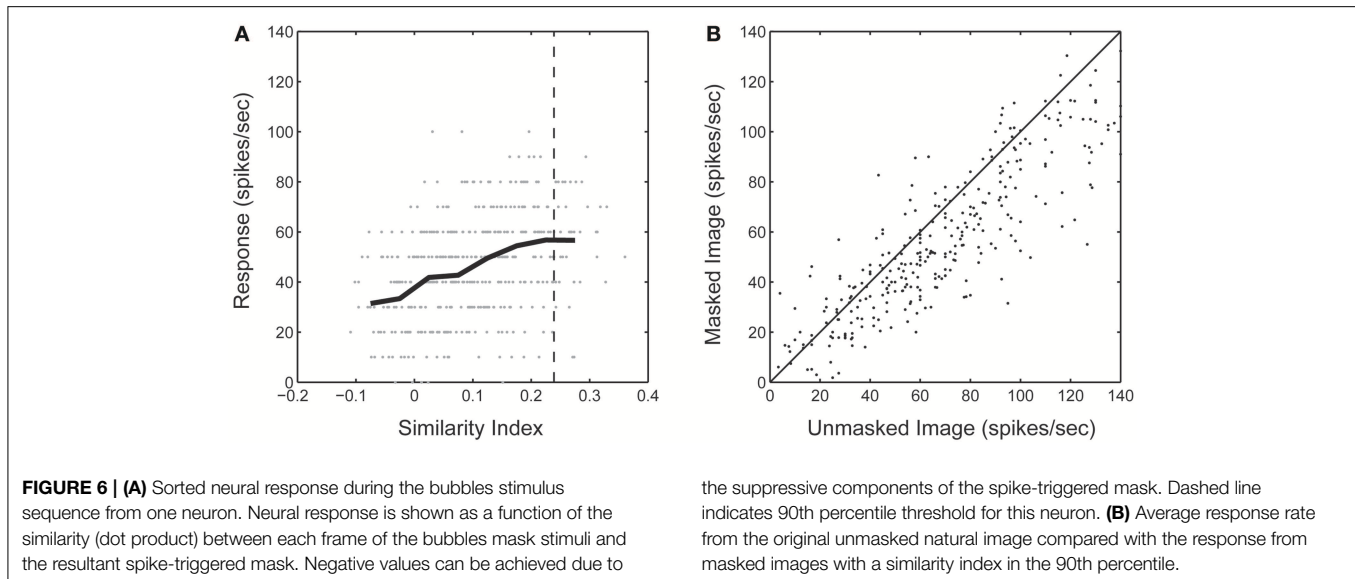 A
Response (spikes/sec)
140
120
100
80
60
40
20
0
−0.2
−0.1
0
0.1
0.2
0.3
0.4
Similarity Index
B
Masked Image (spikes/sec)
140
120
100
80
60
40
20
0
0
20
40
60
80
100
120
140
Unmasked Image (spikes/sec)
FIGURE 6 | (A) Sorted neural response during the bubbles stimulus
sequence from one neuron. Neural response is shown as a function of the
similarity (dot product) between each frame of the bubbles mask stimuli and
the resultant spike-triggered mask. Negative values can be achieved due to
the suppressive components of the spike-triggered mask. Dashed line
indicates 90th percentile threshold for this neuron. (B) Average response rate
from the original unmasked natural image compared with the response from
masked images with a similarity index in the 90th percentile.